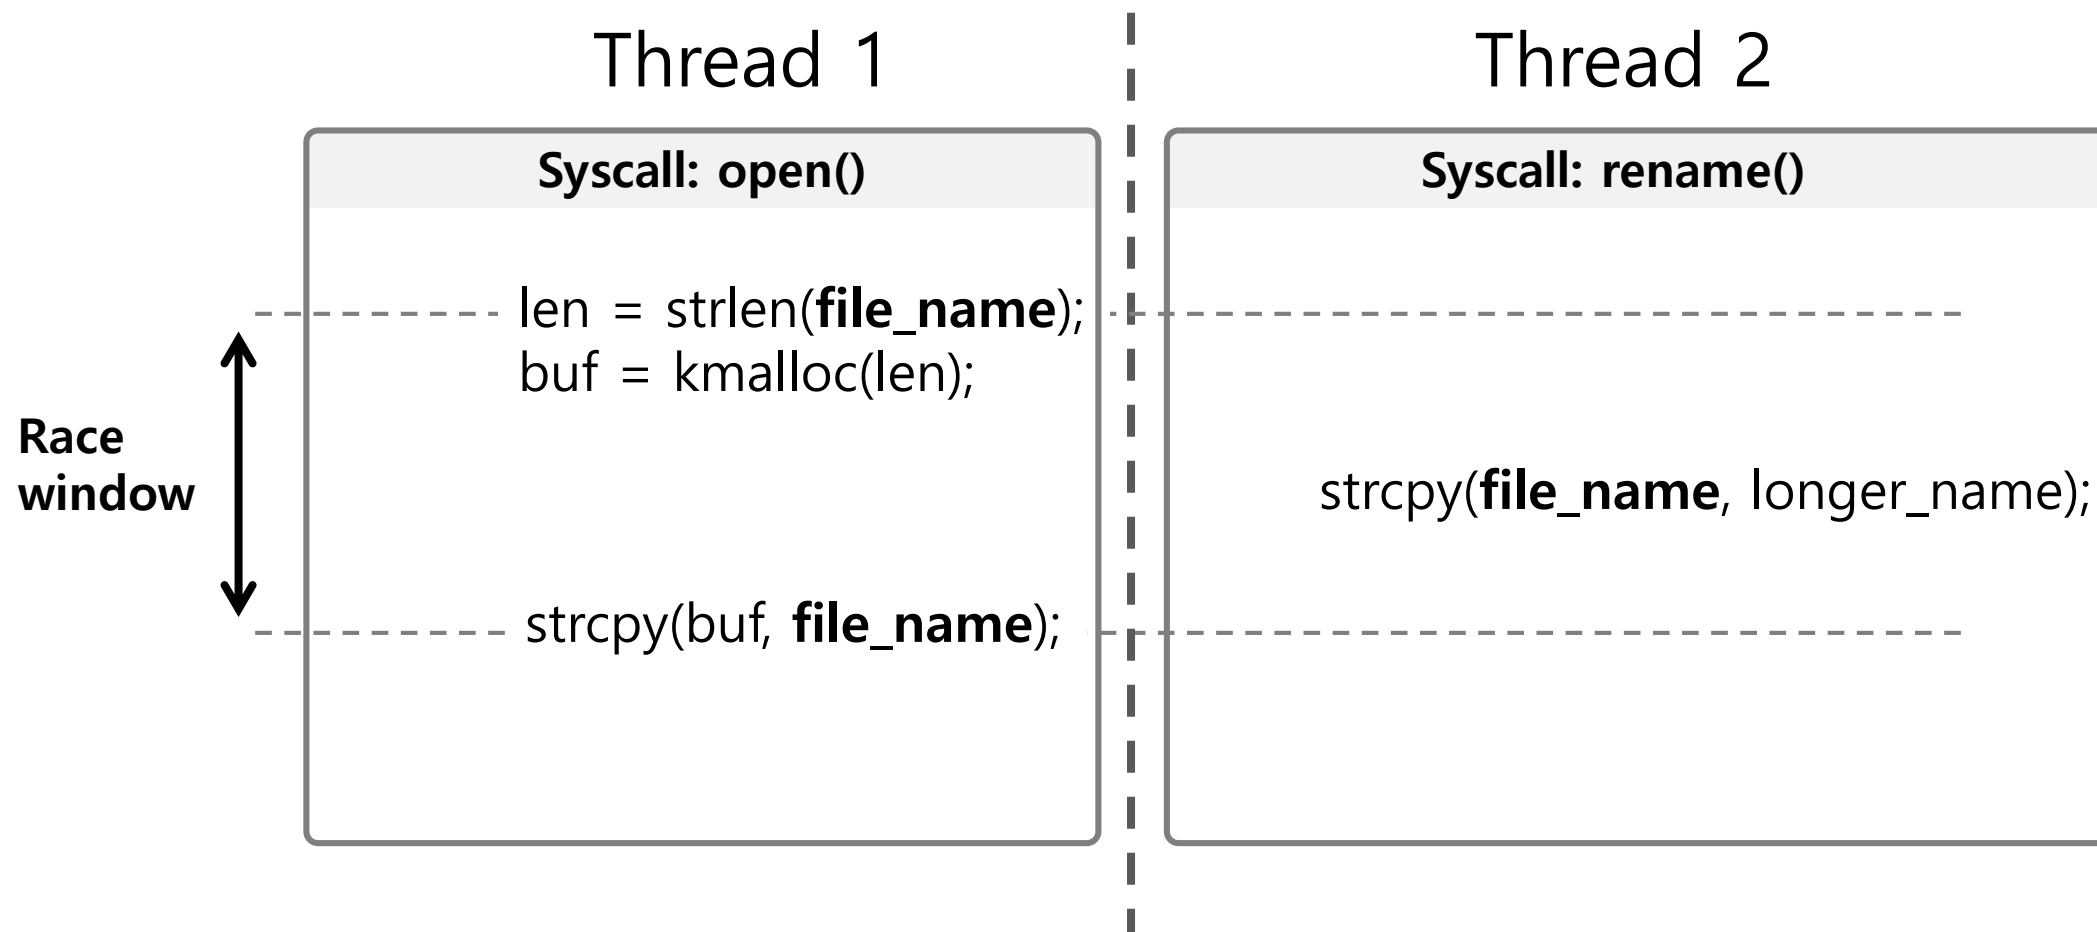 Thread 1
Thread 2
Syscall: open()
Syscall: rename()
len = strlen(file_name);
buf = kmalloc(len);
Race
window
strcpy(file_name, longer_name);
strcpy(buf, file_name);